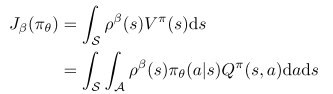 J_β(π_θ) = ∫_𝒮 ρ^β(s)V^π(s)ds
= ∫_𝒮 ∫_𝒜 ρ^β(s)π_θ(a|s)Q^π(s, a)dads